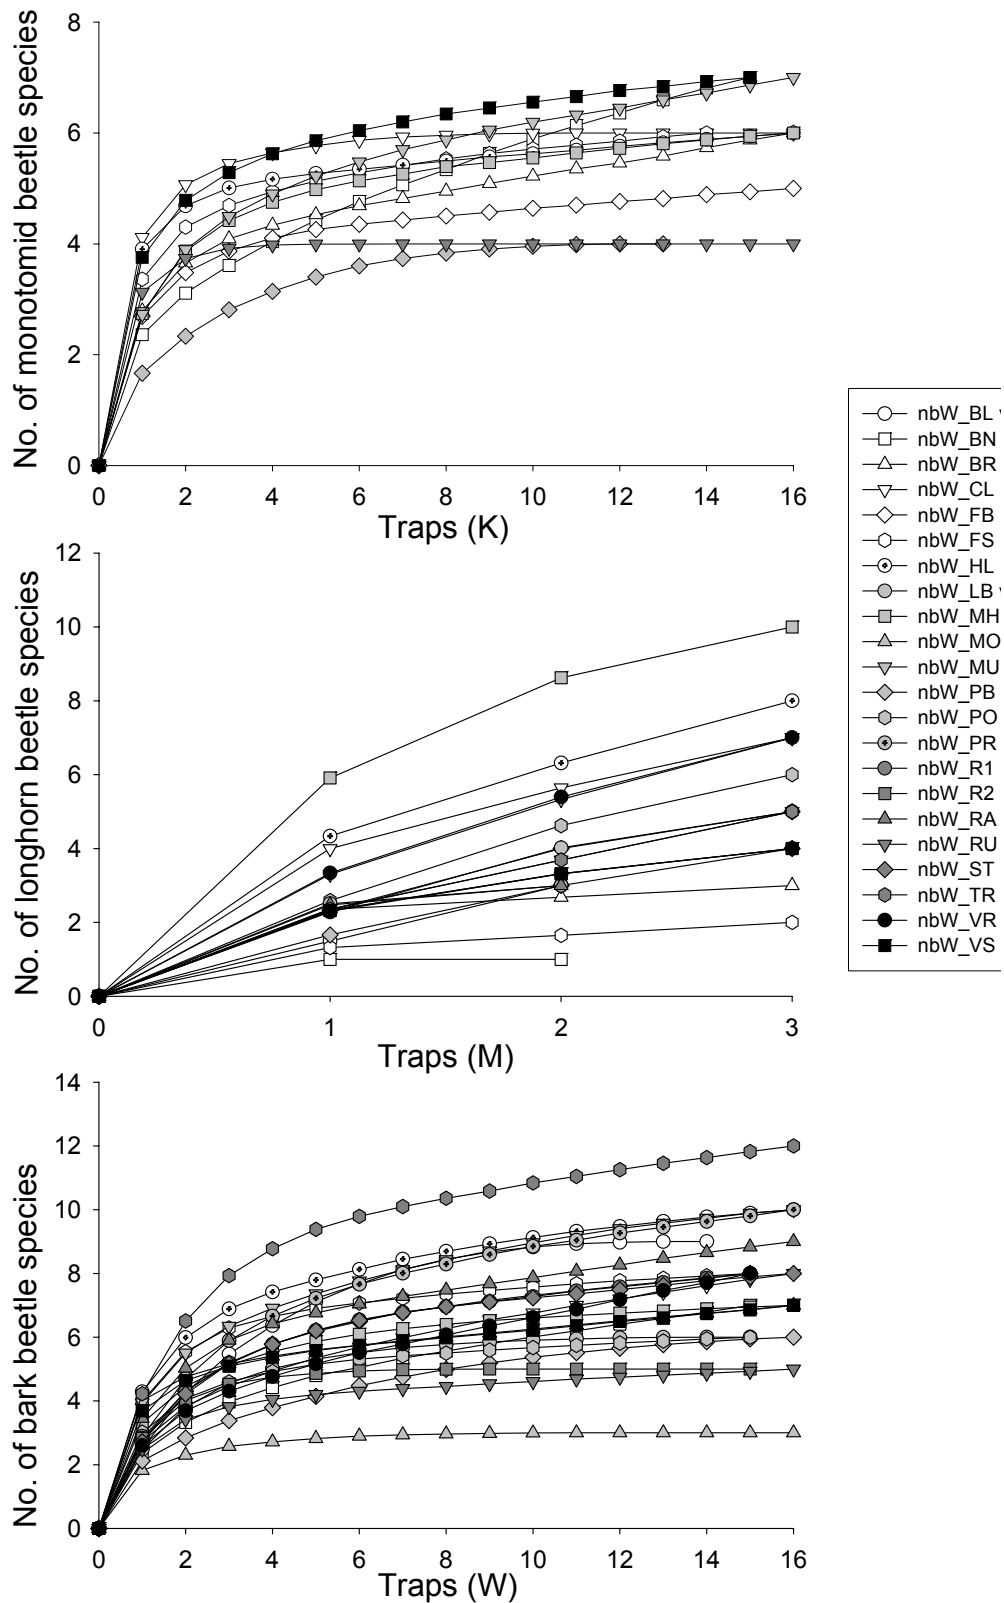 No. of monotomid beetle species
8
6
4
2
0
0 2 4 6 8 10 12 14 16
Traps (K)
No. of longhorn beetle species
12
10
8
6
4
2
0
0 1 2 3
Traps (M)
No. of bark beetle species
14
12
10
8
6
4
2
0
0 2 4 6 8 10 12 14 16
Traps (W)
nbW_BL v
nbW_BN
nbW_BR
nbW_CL
nbW_FB
nbW_FS
nbW_HL
nbW_LB v
nbW_MH
nbW_MO
nbW_MU
nbW_PB
nbW_PO
nbW_PR
nbW_R1
nbW_R2
nbW_RA
nbW_RU
nbW_ST
nbW_TR
nbW_VR
nbW_VS